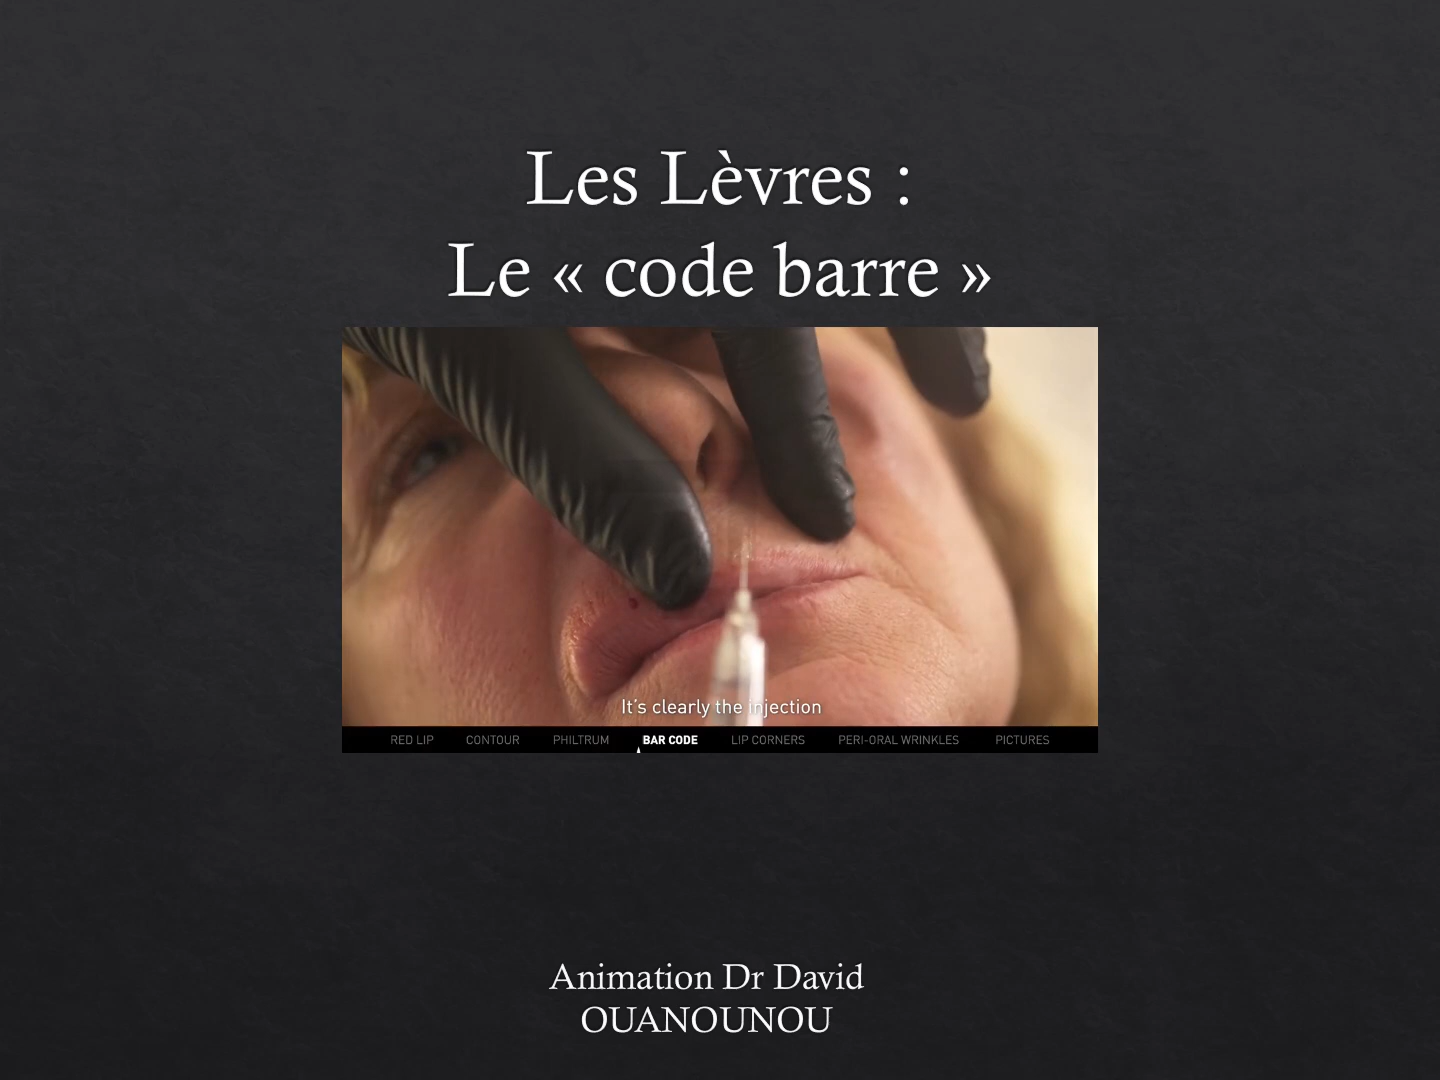 Les Lèvres :
Le « code barre »
It's clearly the injection
RED LIP CONTOUR PHILTRUM BAR CODE LIP CORNERS PERI-ORAL WRINKLES PICTURES
Animation Dr David
OUANOUNOU